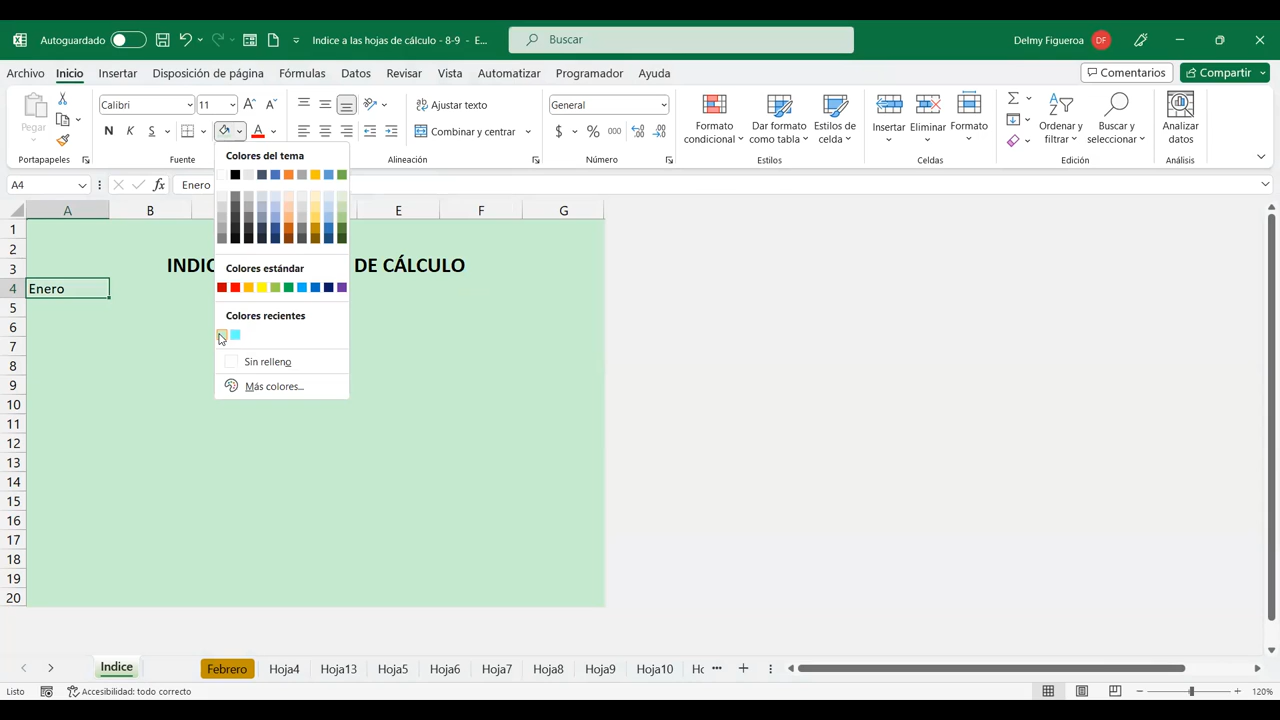 Autoguardado
Indice a las hojas de cálculo - 8-9 - E...
Buscar
Delmy Figueroa DF
Archivo Inicio Insertar Disposición de página Fórmulas Datos Revisar Vista Automatizar Programador Ayuda
Comentarios Compartir
Pegar
Portapapeles
Calibri 11
N K S
Fuente
Ajustar texto
Combinar y centrar
Alineación
General
$ % 000
Número
Formato condicional
Dar formato como tabla
Estilos de celda
Estilos
Insertar Eliminar Formato
Celdas
Ordenar y filtrar
Buscar y seleccionar
Edición
Analizar datos
Análisis
A4 fx Enero
Colores del tema
Colores estándar
Colores recientes
Sin relleno
Más colores...
A B E F G
1
2
INDIC DE CÁLCULO
3
4 Enero
5
6
7
8
9
10
11
12
13
14
15
16
17
18
19
20
Indice Febrero Hoja4 Hoja13 Hoja5 Hoja6 Hoja7 Hoja8 Hoja9 Hoja10 Ho ...
Listo Accesibilidad: todo correcto 120%